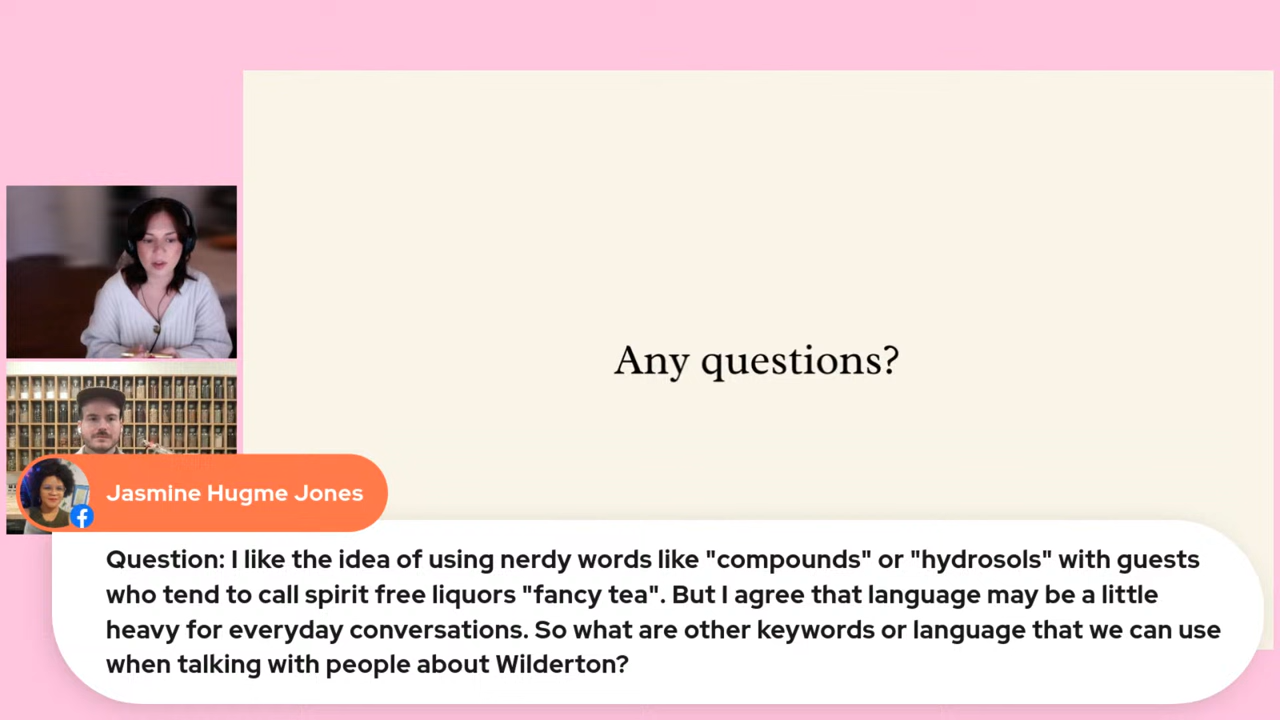 Any questions?
Jasmine Hugme Jones
Question: I like the idea of using nerdy words like "compounds" or "hydrosols" with guests
who tend to call spirit free liquors "fancy tea". But I agree that language may be a little
heavy for everyday conversations. So what are other keywords or language that we can use
when talking with people about Wilderton?